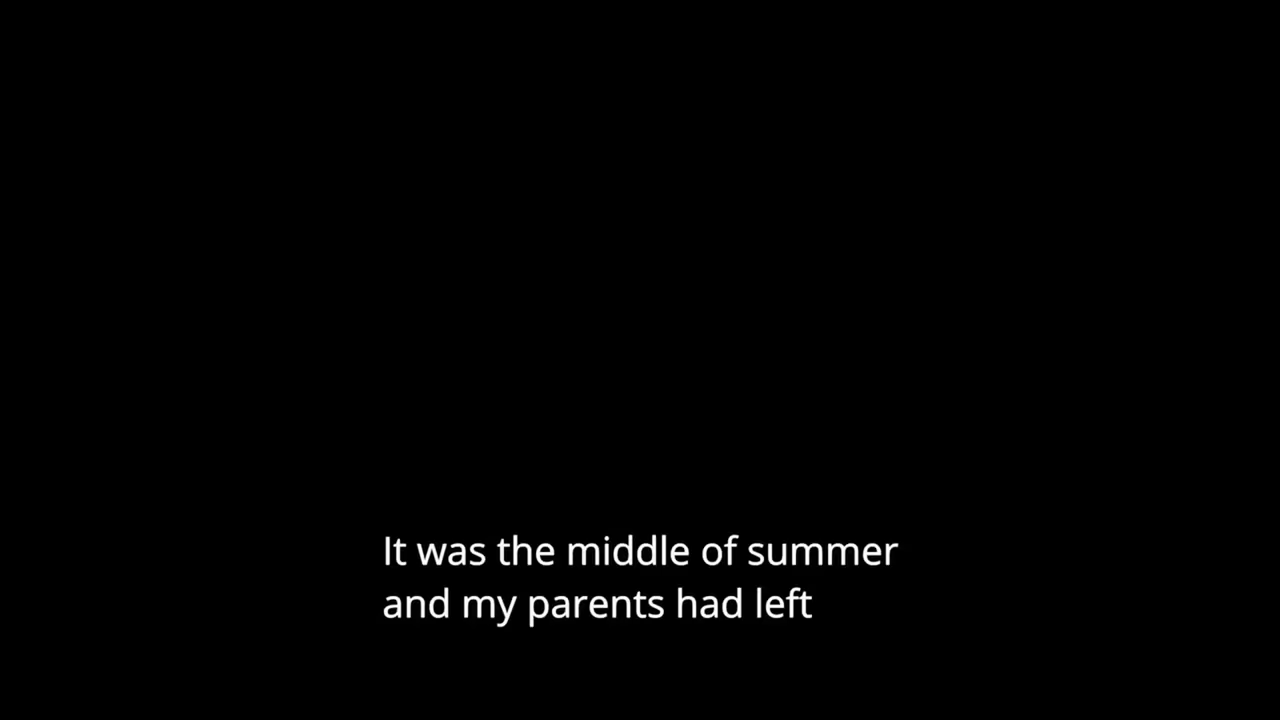 It was the middle of summer
and my parents had left